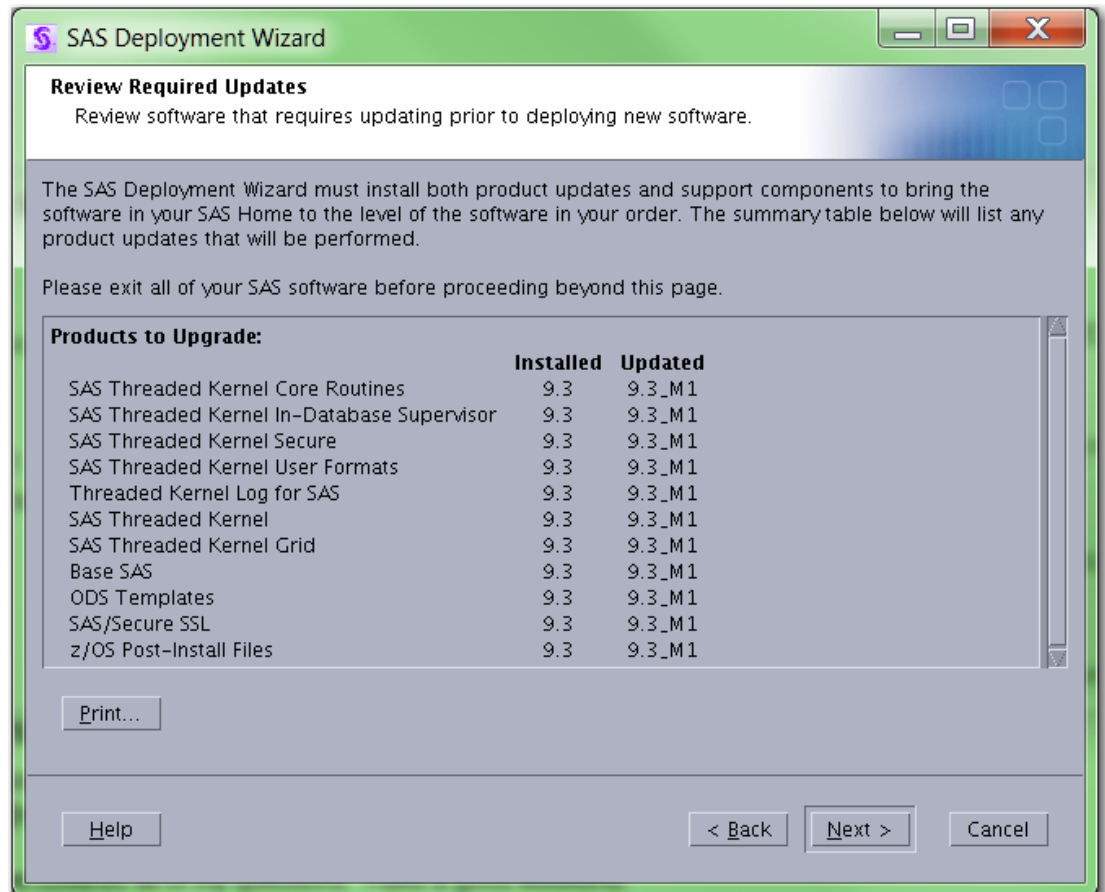 SAS Deployment Wizard
Review Required Updates
Review software that requires updating prior to deploying new software.
The SAS Deployment Wizard must install both product updates and support components to bring the
software in your SAS Home to the level of the software in your order. The summary table below will list any
product updates that will be performed.
Please exit all of your SAS software before proceeding beyond this page.
Products to Upgrade:
Installed Updated
SAS Threaded Kernel Core Routines 9.3 9.3_M1
SAS Threaded Kernel In-Database Supervisor 9.3 9.3_M1
SAS Threaded Kernel Secure 9.3 9.3_M1
SAS Threaded Kernel User Formats 9.3 9.3_M1
Threaded Kernel Log for SAS 9.3 9.3_M1
SAS Threaded Kernel 9.3 9.3_M1
SAS Threaded Kernel Grid 9.3 9.3_M1
Base SAS 9.3 9.3_M1
ODS Templates 9.3 9.3_M1
SAS/Secure SSL 9.3 9.3_M1
z/OS Post-Install Files 9.3 9.3_M1
Print...
Help < Back Next > Cancel